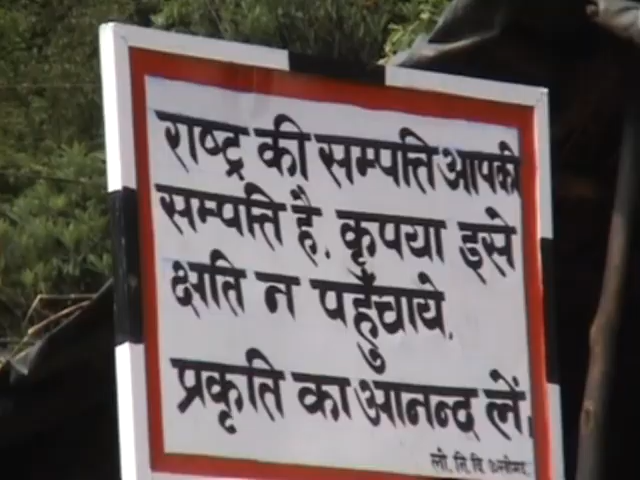 राष्ट्र की सम्पत्ति आपकी
सम्पत्ति है. कृपया इसे
क्षति न पहुँचाये.
प्रकृति का आनन्द लें.